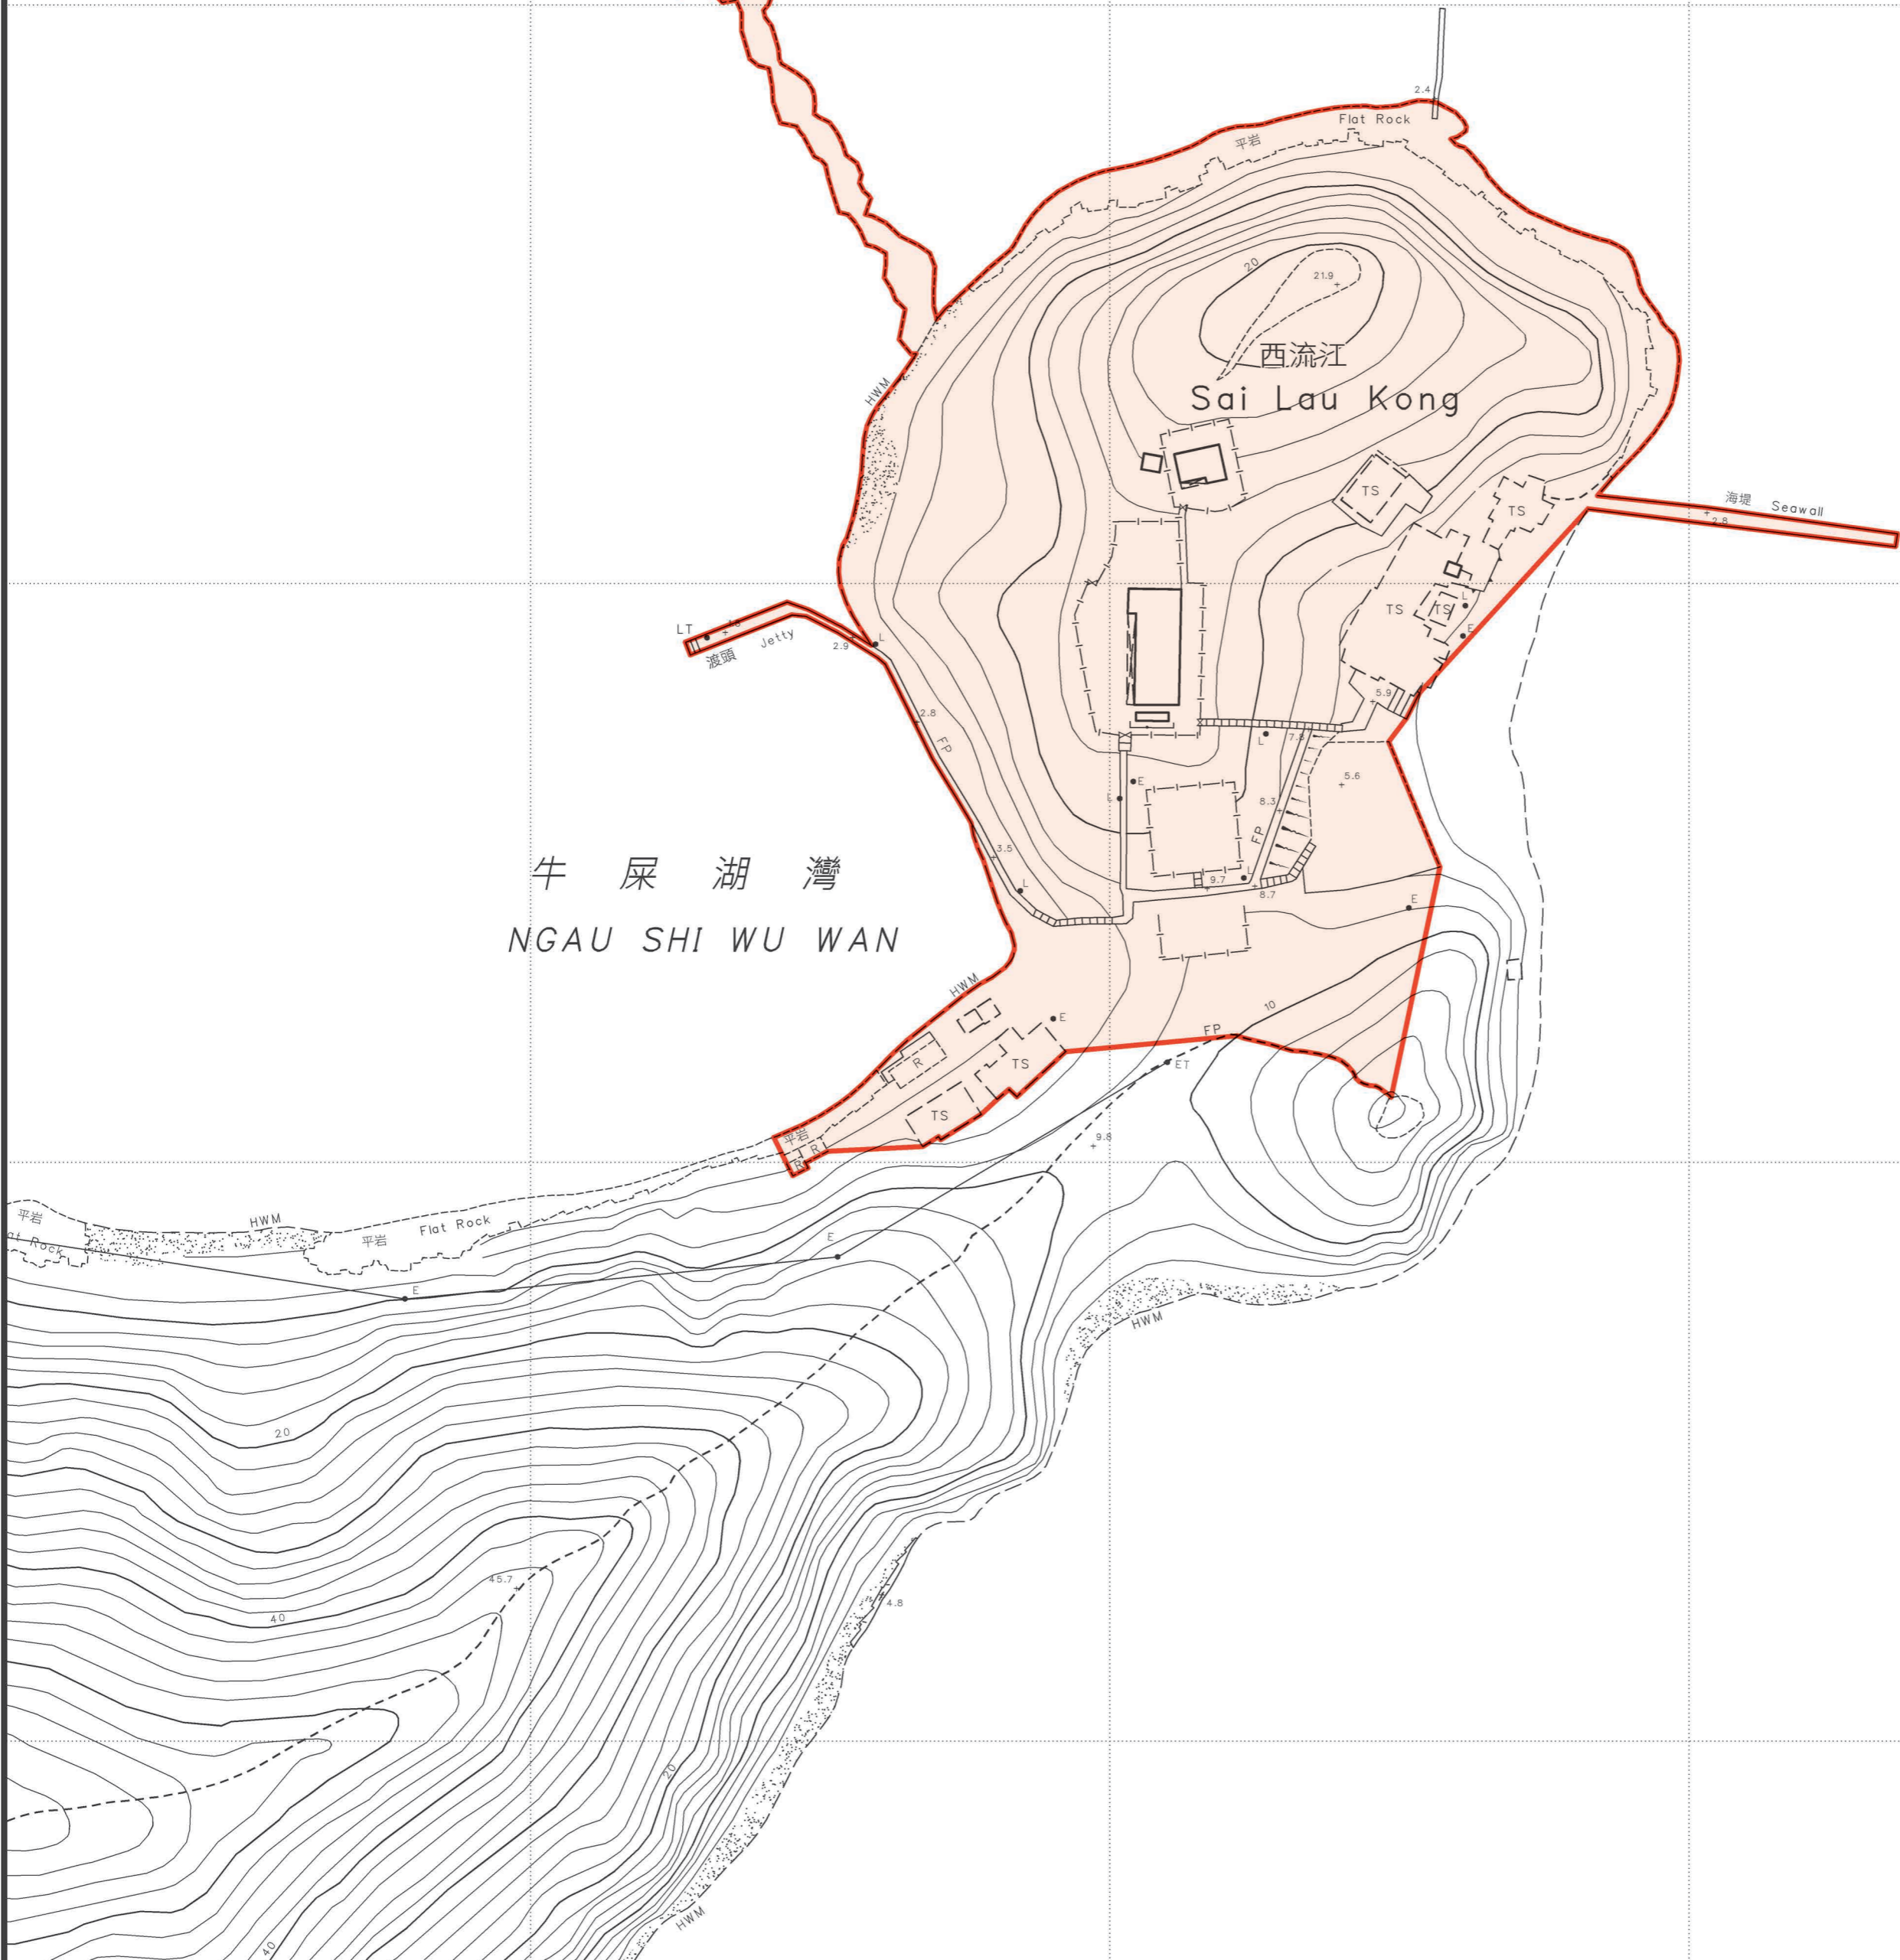 2.4
Flat Rock
平岩
20
21.9
西流江
Sai Lau Kong
HWM
TS
TS
海堤 Seawall
2.8
TS
TS
L
E
LT
渡頭 Jetty
2.9
L
5.9
2.8
FP
L
7.8
5.6
E
L
8.3
FP
3.5
L
9.7
L
8.7
E
牛屎湖灣
NGAU SHI WU WAN
HWM
10
E
FP
R
TS
ET
TS
平岩
R
R
9.8
平岩
HWM
Flat Rock
平岩
at Rock
E
E
HWM
20
45.7
40
4.8
20
HWM
40